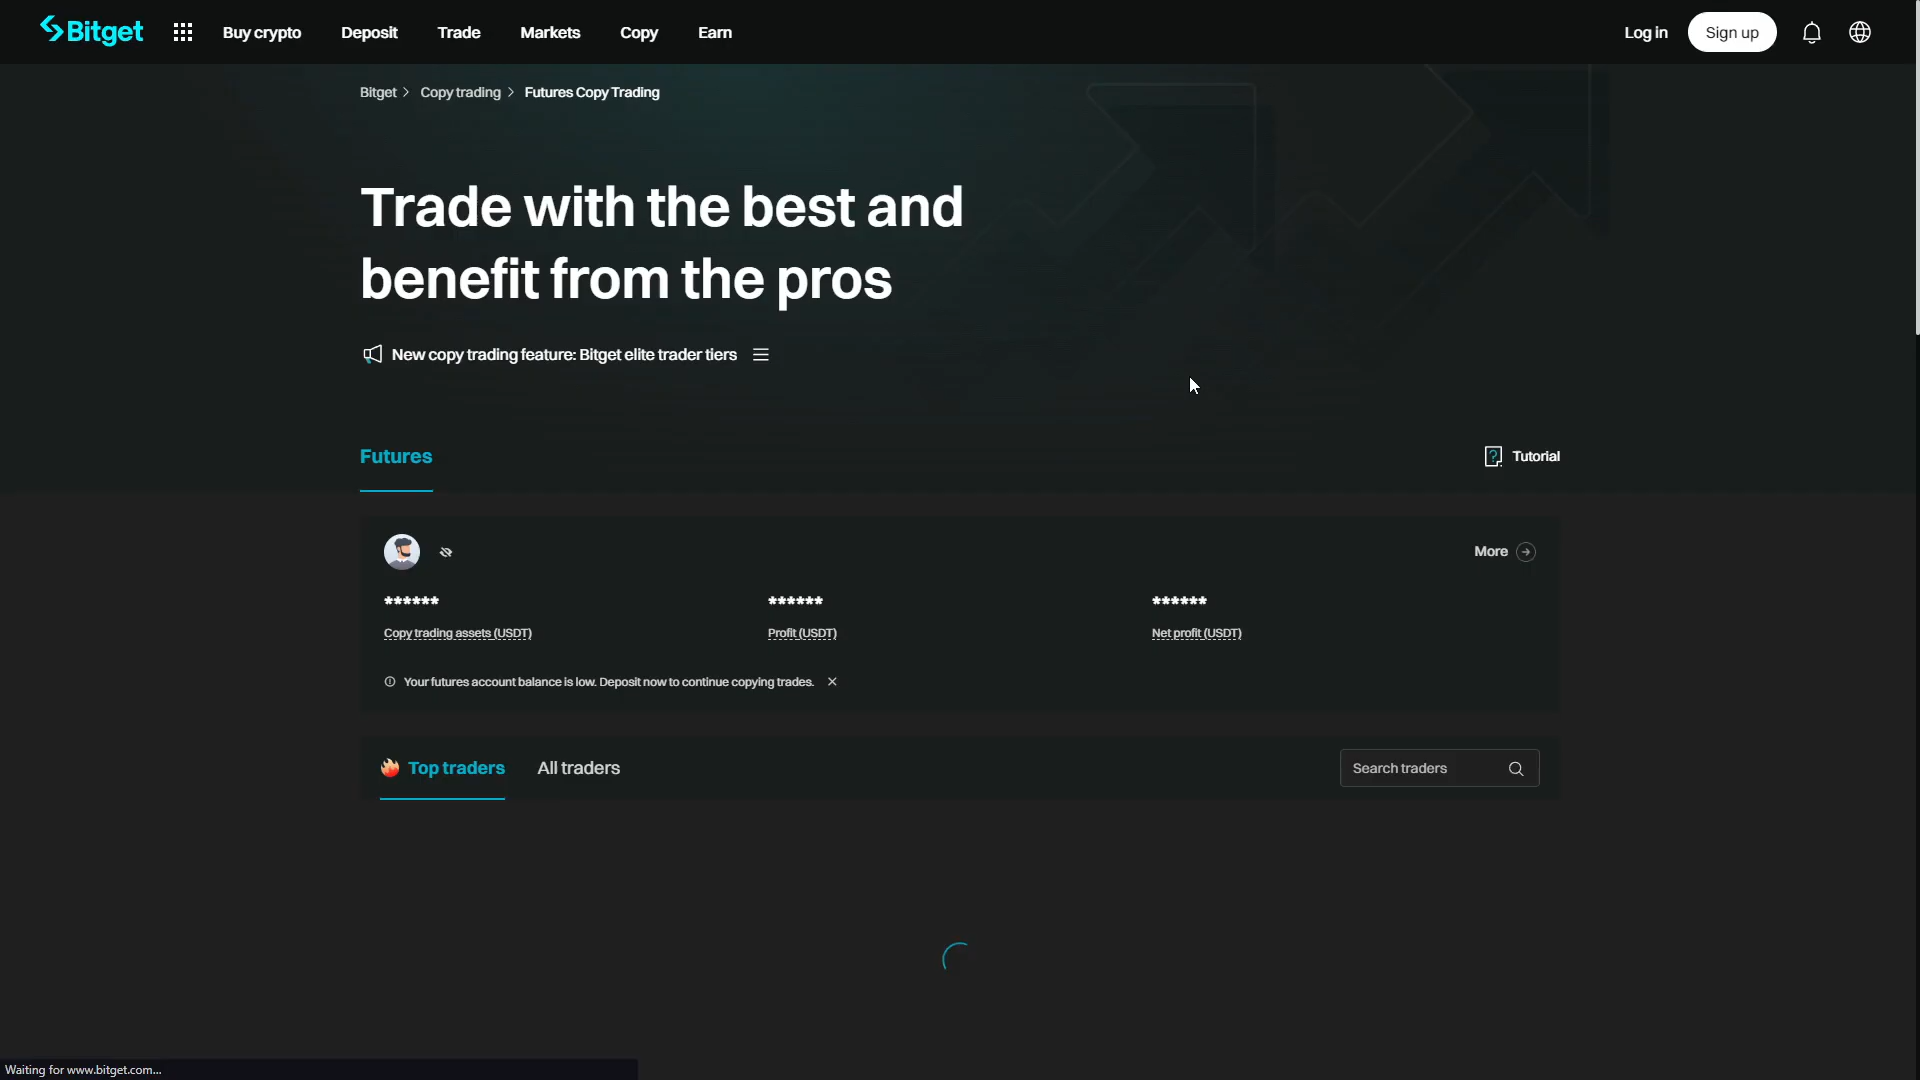 Bitget
Buy crypto
Deposit
Trade
Markets
Copy
Earn
Log in
Sign up
Bitget > Copy trading > Futures Copy Trading
Trade with the best and
benefit from the pros
New copy trading feature: Bitget elite trader tiers
Futures
Tutorial
More
****** ****** ******
Copy trading assets (USDT) Profit (USDT) Net profit (USDT)
Your futures account balance is low. Deposit now to continue copying trades.
Top traders
All traders
Search traders
Waiting for www.bitget.com...